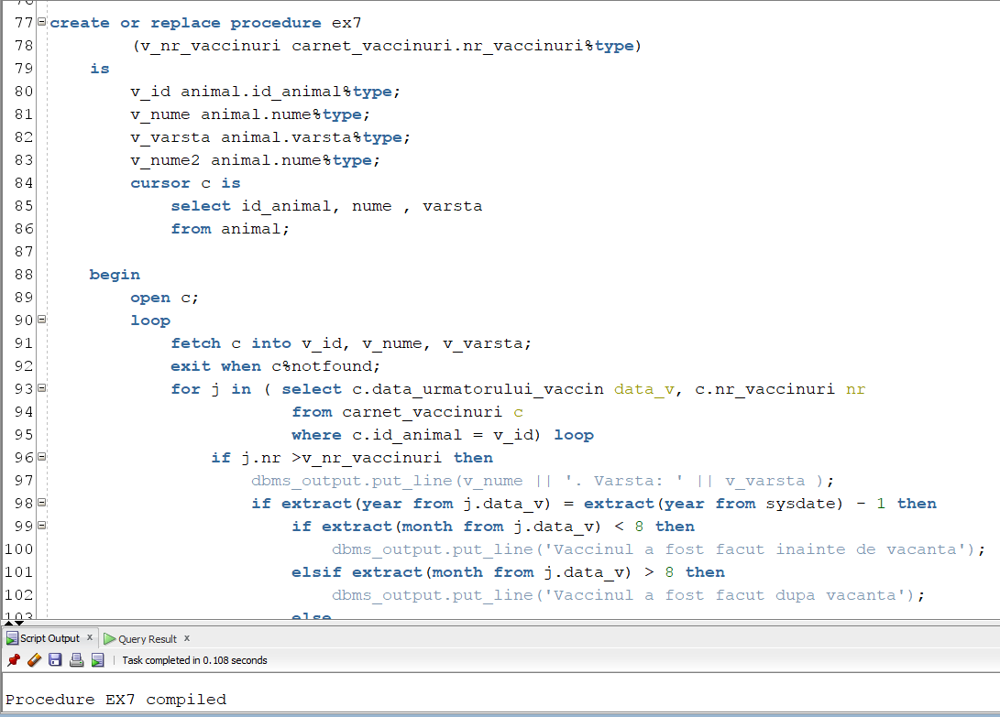 77 create or replace procedure ex7
78 (v_nr_vaccinuri carnet_vaccinuri.nr_vaccinuri%type)
79 is
80 v_id animal.id_animal%type;
81 v_nume animal.nume%type;
82 v_varsta animal.varsta%type;
83 v_nume2 animal.nume%type;
84 cursor c is
85 select id_animal, nume , varsta
86 from animal;
87
88 begin
89 open c;
90 loop
91 fetch c into v_id, v_nume, v_varsta;
92 exit when c%notfound;
93 for j in ( select c.data_urmatorului_vaccin data_v, c.nr_vaccinuri nr
94 from carnet_vaccinuri c
95 where c.id_animal = v_id) loop
96 if j.nr >v_nr_vaccinuri then
97 dbms_output.put_line(v_nume || '. Varsta: ' || v_varsta );
98 if extract(year from j.data_v) = extract(year from sysdate) - 1 then
99 if extract(month from j.data_v) < 8 then
100 dbms_output.put_line('Vaccinul a fost facut inainte de vacanta');
101 elsif extract(month from j.data_v) > 8 then
102 dbms_output.put_line('Vaccinul a fost facut dupa vacanta');
103 else
Script Output x Query Result x
Task completed in 0.108 seconds
Procedure EX7 compiled